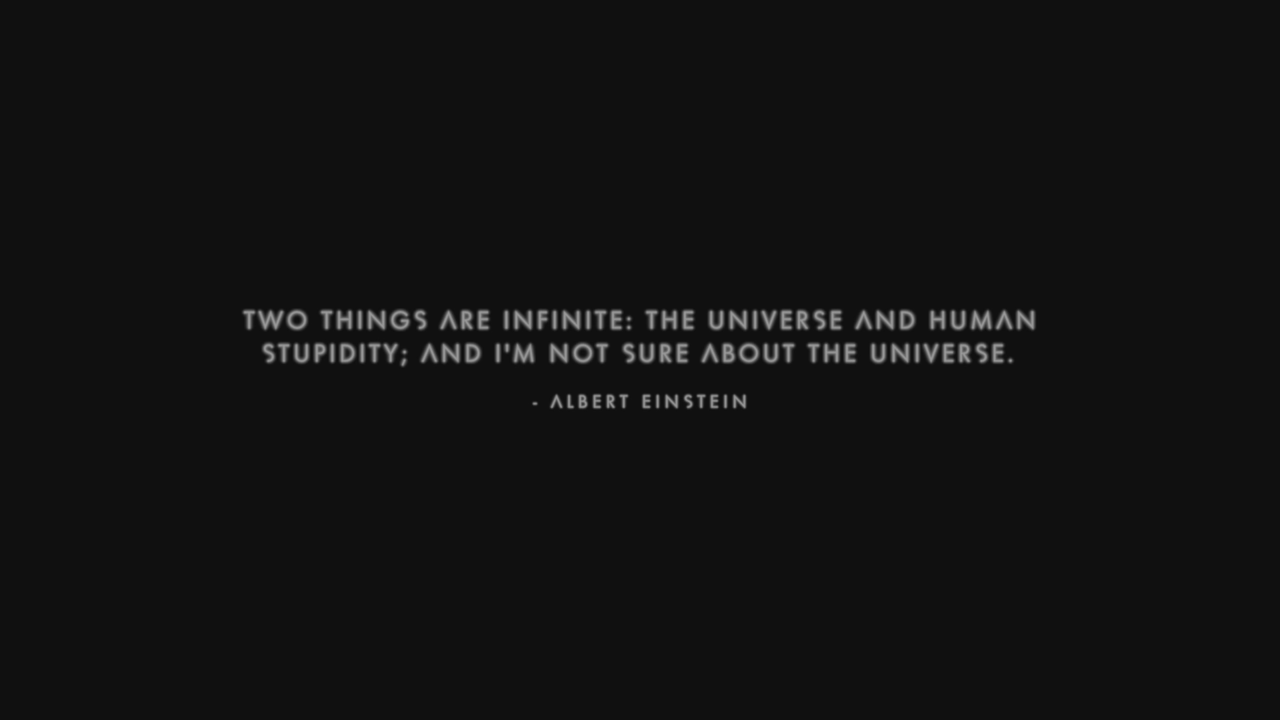 TWO THINGS ARE INFINITE: THE UNIVERSE AND HUMAN
STUPIDITY; AND I'M NOT SURE ABOUT THE UNIVERSE.
- ALBERT EINSTEIN